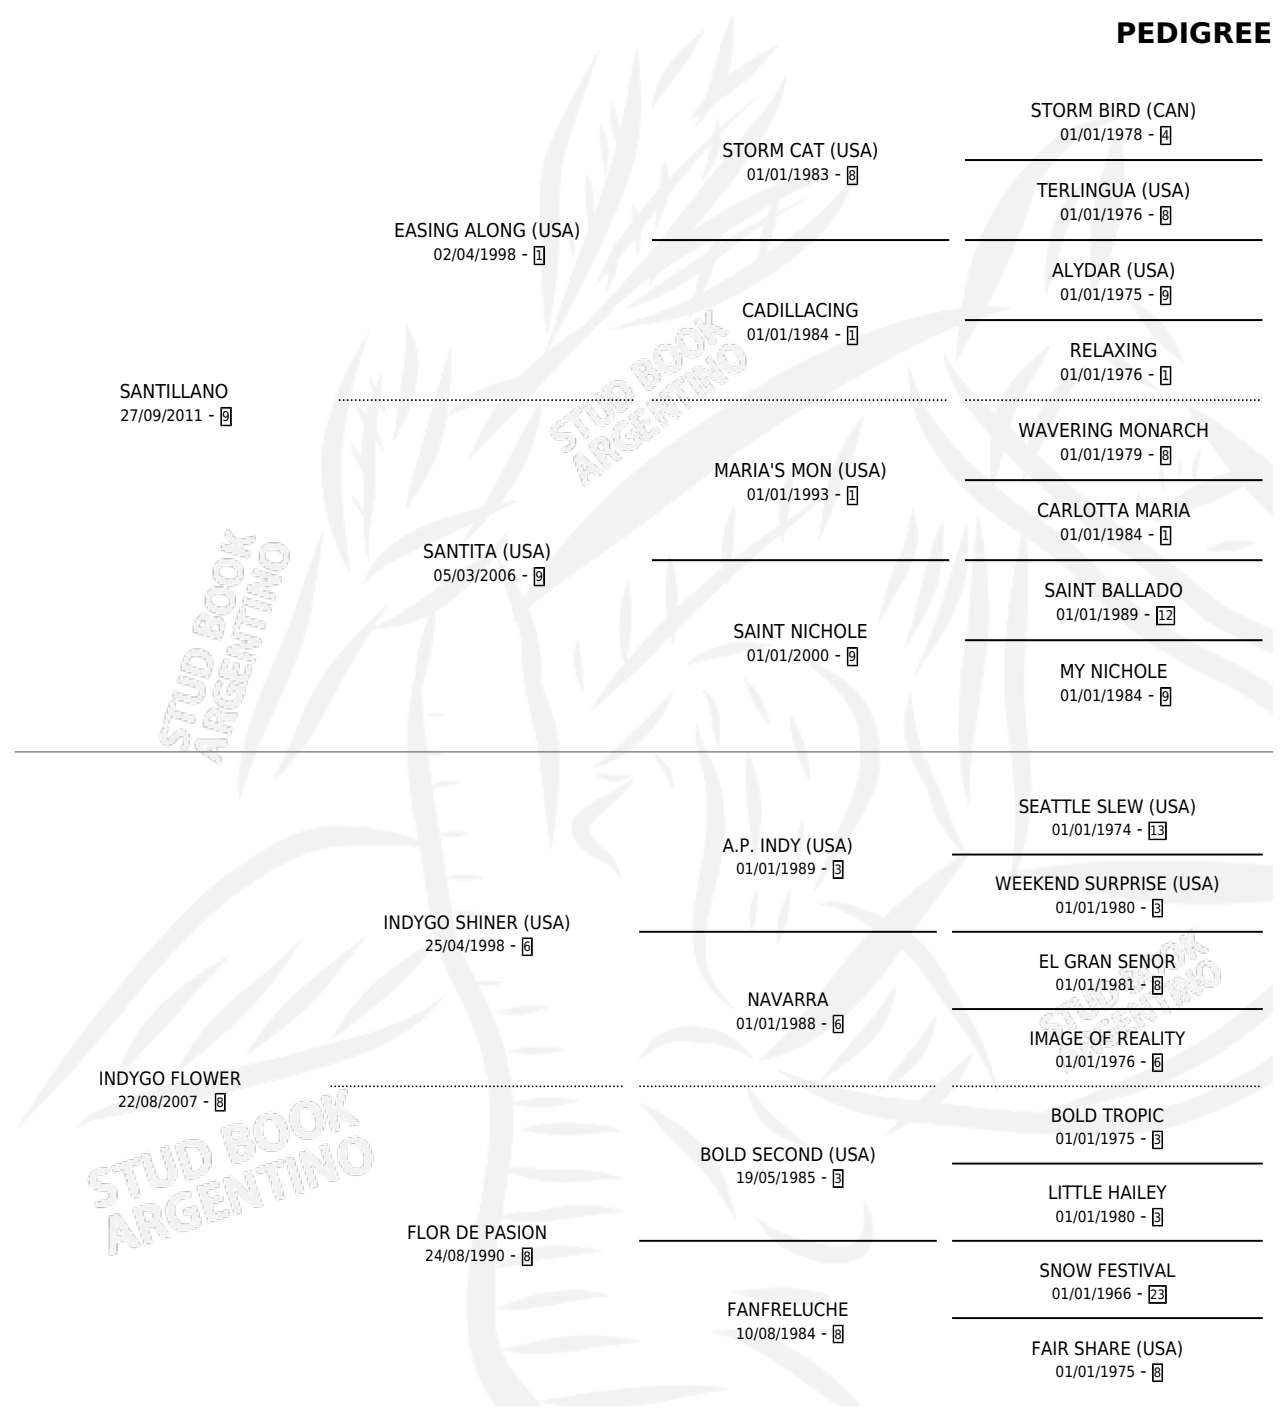 PEDIGREE
STORM BIRD (CAN)
01/01/1978 - 4
STORM CAT (USA)
01/01/1983 - 8
TERLINGUA (USA)
01/01/1976 - 8
EASING ALONG (USA)
02/04/1998 - 1
ALYDAR (USA)
01/01/1975 - 9
CADILLACING
01/01/1984 - 1
RELAXING
01/01/1976 - 1
SANTILLANO
27/09/2011 - 9
WAVERING MONARCH
01/01/1979 - 8
MARIA'S MON (USA)
01/01/1993 - 1
CARLOTTA MARIA
01/01/1984 - 1
SANTITA (USA)
05/03/2006 - 9
SAINT BALLADO
01/01/1989 - 12
SAINT NICHOLE
01/01/2000 - 9
MY NICHOLE
01/01/1984 - 9
SEATTLE SLEW (USA)
01/01/1974 - 13
A.P. INDY (USA)
01/01/1989 - 3
WEEKEND SURPRISE (USA)
01/01/1980 - 3
INDYGO SHINER (USA)
25/04/1998 - 6
EL GRAN SENOR
01/01/1981 - 8
NAVARRA
01/01/1988 - 6
IMAGE OF REALITY
01/01/1976 - 6
INDYGO FLOWER
22/08/2007 - 8
BOLD TROPIC
01/01/1975 - 3
BOLD SECOND (USA)
19/05/1985 - 3
LITTLE HAILEY
01/01/1980 - 3
FLOR DE PASION
24/08/1990 - 8
SNOW FESTIVAL
01/01/1966 - 23
FANFRELUCHE
10/08/1984 - 8
FAIR SHARE (USA)
01/01/1975 - 8
STUD BOOK
ARGENTINO
STUD BOOK
ARGENTINO
STUD BOOK
ARGENTINO
STUD BOOK
ARGENTINO